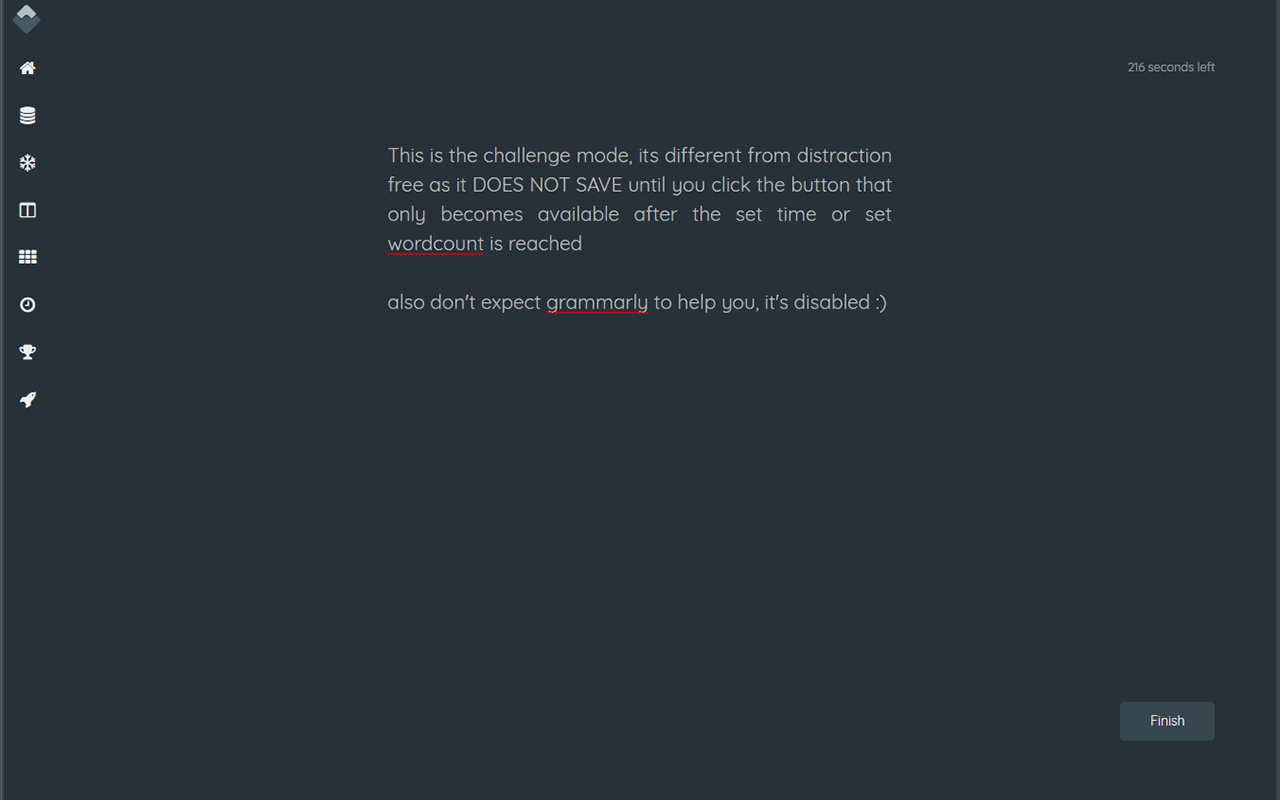 216 seconds left
This is the challenge mode, its different from distraction
free as it DOES NOT SAVE until you click the button that
only becomes available after the set time or set
wordcount is reached
also don't expect grammarly to help you, it's disabled :)
Finish